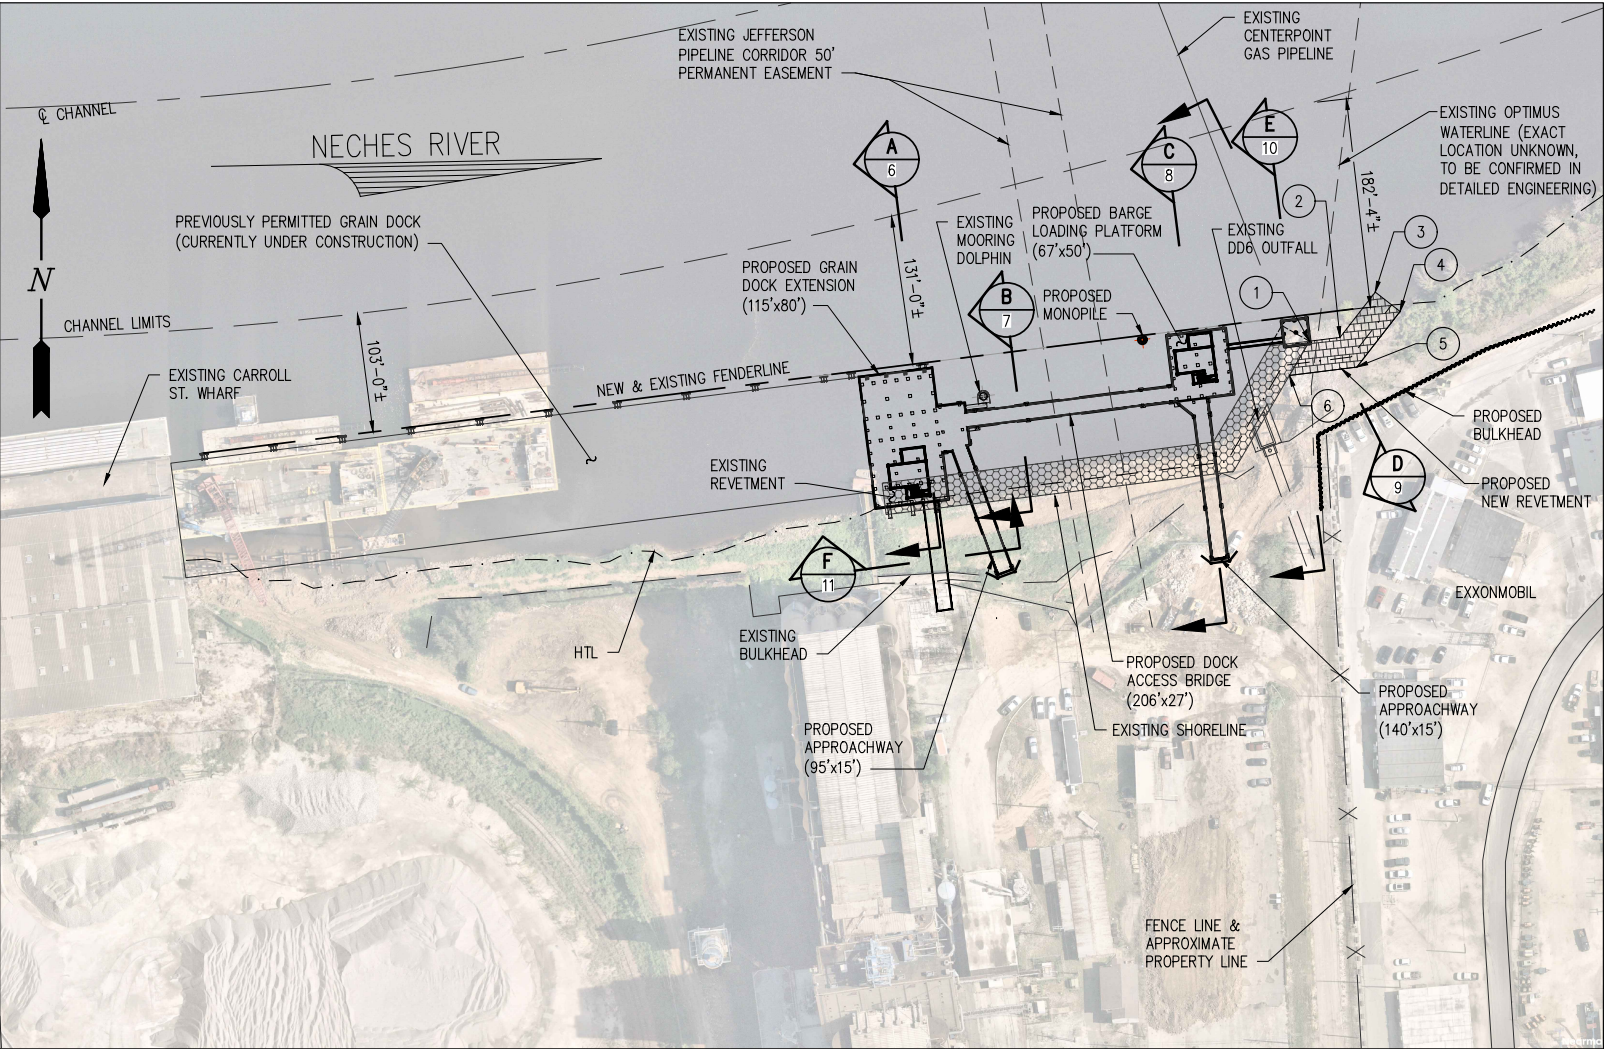 EXISTING JEFFERSON
PIPELINE CORRIDOR 50'
PERMANENT EASEMENT
EXISTING
CENTERPOINT
GAS PIPELINE
℄ CHANNEL
NECHES RIVER
N
EXISTING OPTIMUS
WATERLINE (EXACT
LOCATION UNKNOWN,
TO BE CONFIRMED IN
DETAILED ENGINEERING)
A
6
C
8
E
10
182'-4"±
PREVIOUSLY PERMITTED GRAIN DOCK
(CURRENTLY UNDER CONSTRUCTION)
EXISTING
MOORING
DOLPHIN
PROPOSED BARGE
LOADING PLATFORM
(67'x50')
EXISTING
DD6 OUTFALL
2
3
4
1
5
6
PROPOSED GRAIN
DOCK EXTENSION
(115'x80')
131'-0"±
B
7
PROPOSED
MONOPILE
CHANNEL LIMITS
103'-0"±
EXISTING CARROLL
ST. WHARF
NEW & EXISTING FENDERLINE
EXISTING
REVETMENT
PROPOSED
BULKHEAD
D
9
PROPOSED
NEW REVETMENT
F
11
EXXONMOBIL
HTL
EXISTING
BULKHEAD
PROPOSED DOCK
ACCESS BRIDGE
(206'x27')
PROPOSED
APPROACHWAY
(140'x15')
PROPOSED
APPROACHWAY
(95'x15')
EXISTING SHORELINE
FENCE LINE &
APPROXIMATE
PROPERTY LINE